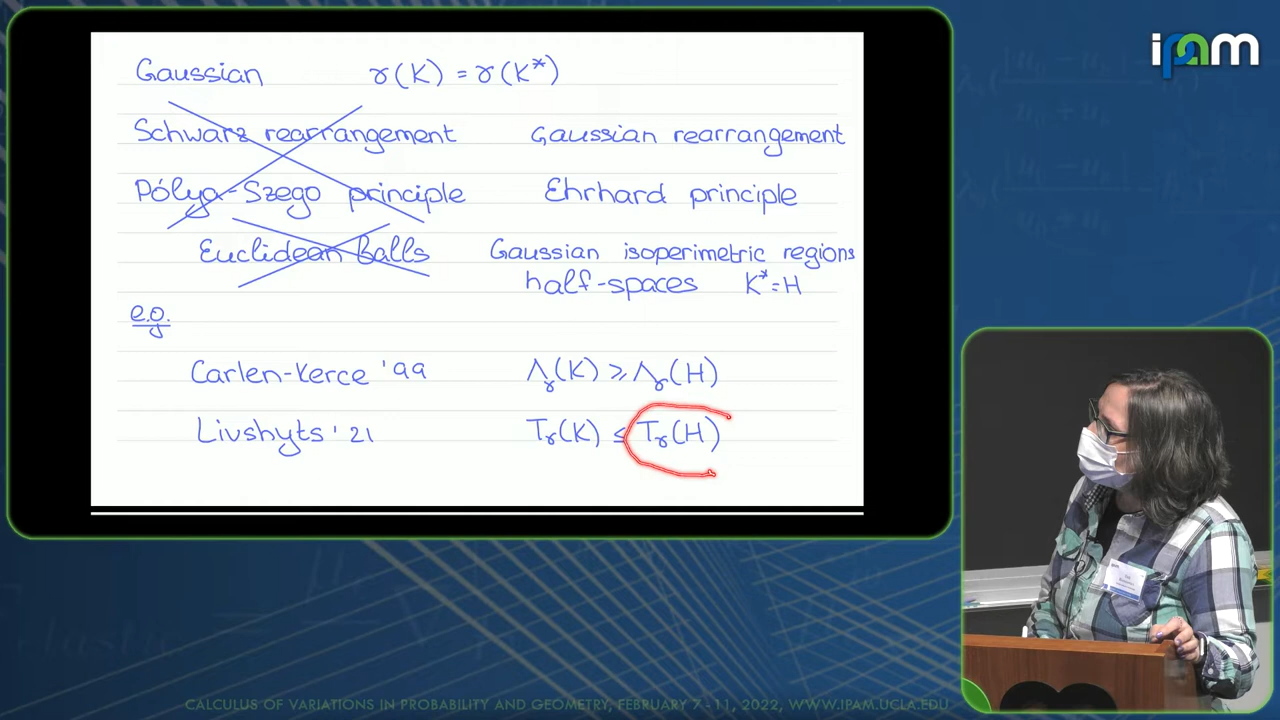 ipam
Gaussian γ(K) = γ(K*)
Schwarz rearrangement Gaussian rearrangement
Pólya-Szego principle Ehrhard principle
Euclidean Balls Gaussian isoperimetric regions
half-spaces K*=H
e.g.
Carlen-Kerce '99 Λγ(K) ≥ Λγ(H)
Livshyts '21 Tγ(K) ≤ Tγ(H)
CALCULUS OF VARIATIONS IN PROBABILITY AND GEOMETRY, FEBRUARY 7 - 11, 2022, WWW.IPAM.UCLA.EDU